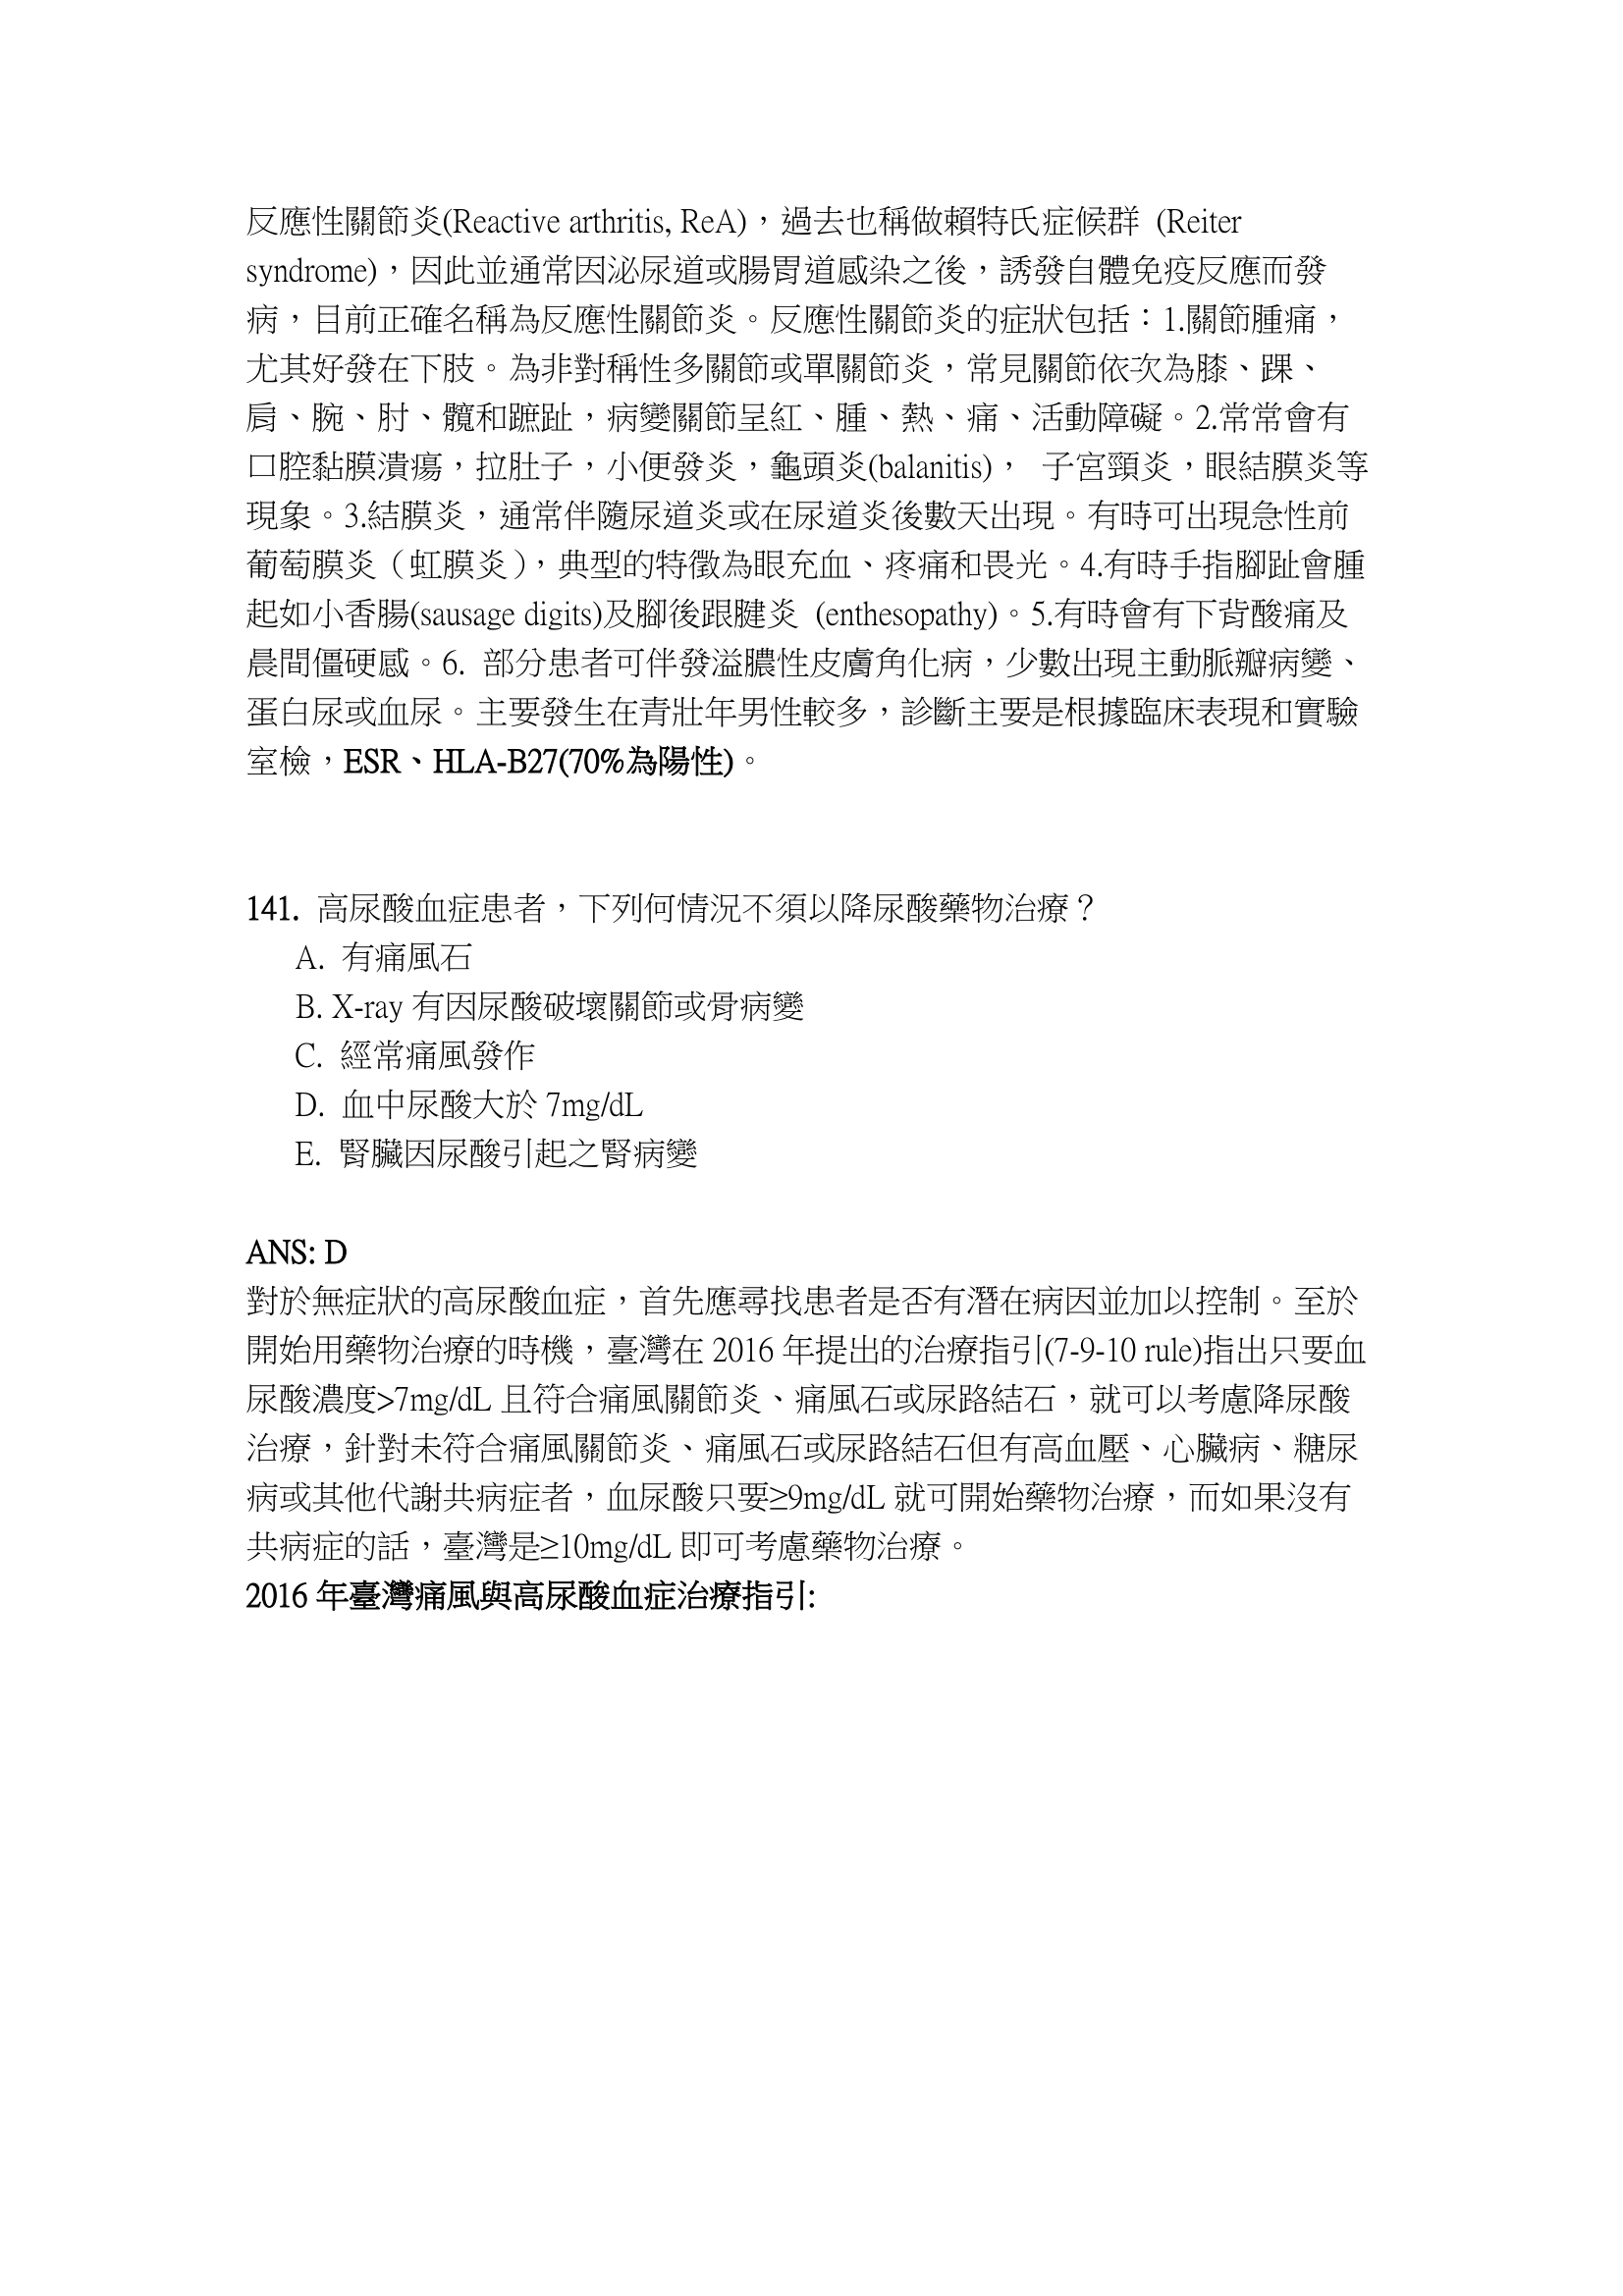 反應性關節炎(Reactive arthritis, ReA)，過去也稱做賴特氏症候群 (Reiter
syndrome)，因此並通常因泌尿道或腸胃道感染之後，誘發自體免疫反應而發
病，目前正確名稱為反應性關節炎。反應性關節炎的症狀包括：1.關節腫痛，
尤其好發在下肢。為非對稱性多關節或單關節炎，常見關節依次為膝、踝、
肩、腕、肘、髖和蹠趾，病變關節呈紅、腫、熱、痛、活動障礙。2.常常會有
口腔黏膜潰瘍，拉肚子，小便發炎，龜頭炎(balanitis)， 子宮頸炎，眼結膜炎等
現象。3.結膜炎，通常伴隨尿道炎或在尿道炎後數天出現。有時可出現急性前
葡萄膜炎（虹膜炎），典型的特徵為眼充血、疼痛和畏光。4.有時手指腳趾會腫
起如小香腸(sausage digits)及腳後跟腱炎 (enthesopathy)。5.有時會有下背酸痛及
晨間僵硬感。6. 部分患者可伴發溢膿性皮膚角化病，少數出現主動脈瓣病變、
蛋白尿或血尿。主要發生在青壯年男性較多，診斷主要是根據臨床表現和實驗
室檢，ESR、HLA-B27(70%為陽性)。
141. 高尿酸血症患者，下列何情況不須以降尿酸藥物治療？
A. 有痛風石
B. X-ray 有因尿酸破壞關節或骨病變
C. 經常痛風發作
D. 血中尿酸大於 7mg/dL
E. 腎臟因尿酸引起之腎病變
ANS: D
對於無症狀的高尿酸血症，首先應尋找患者是否有潛在病因並加以控制。至於
開始用藥物治療的時機，臺灣在 2016 年提出的治療指引(7-9-10 rule)指出只要血
尿酸濃度>7mg/dL 且符合痛風關節炎、痛風石或尿路結石，就可以考慮降尿酸
治療，針對未符合痛風關節炎、痛風石或尿路結石但有高血壓、心臟病、糖尿
病或其他代謝共病症者，血尿酸只要≥9mg/dL 就可開始藥物治療，而如果沒有
共病症的話，臺灣是≥10mg/dL 即可考慮藥物治療。
2016 年臺灣痛風與高尿酸血症治療指引: